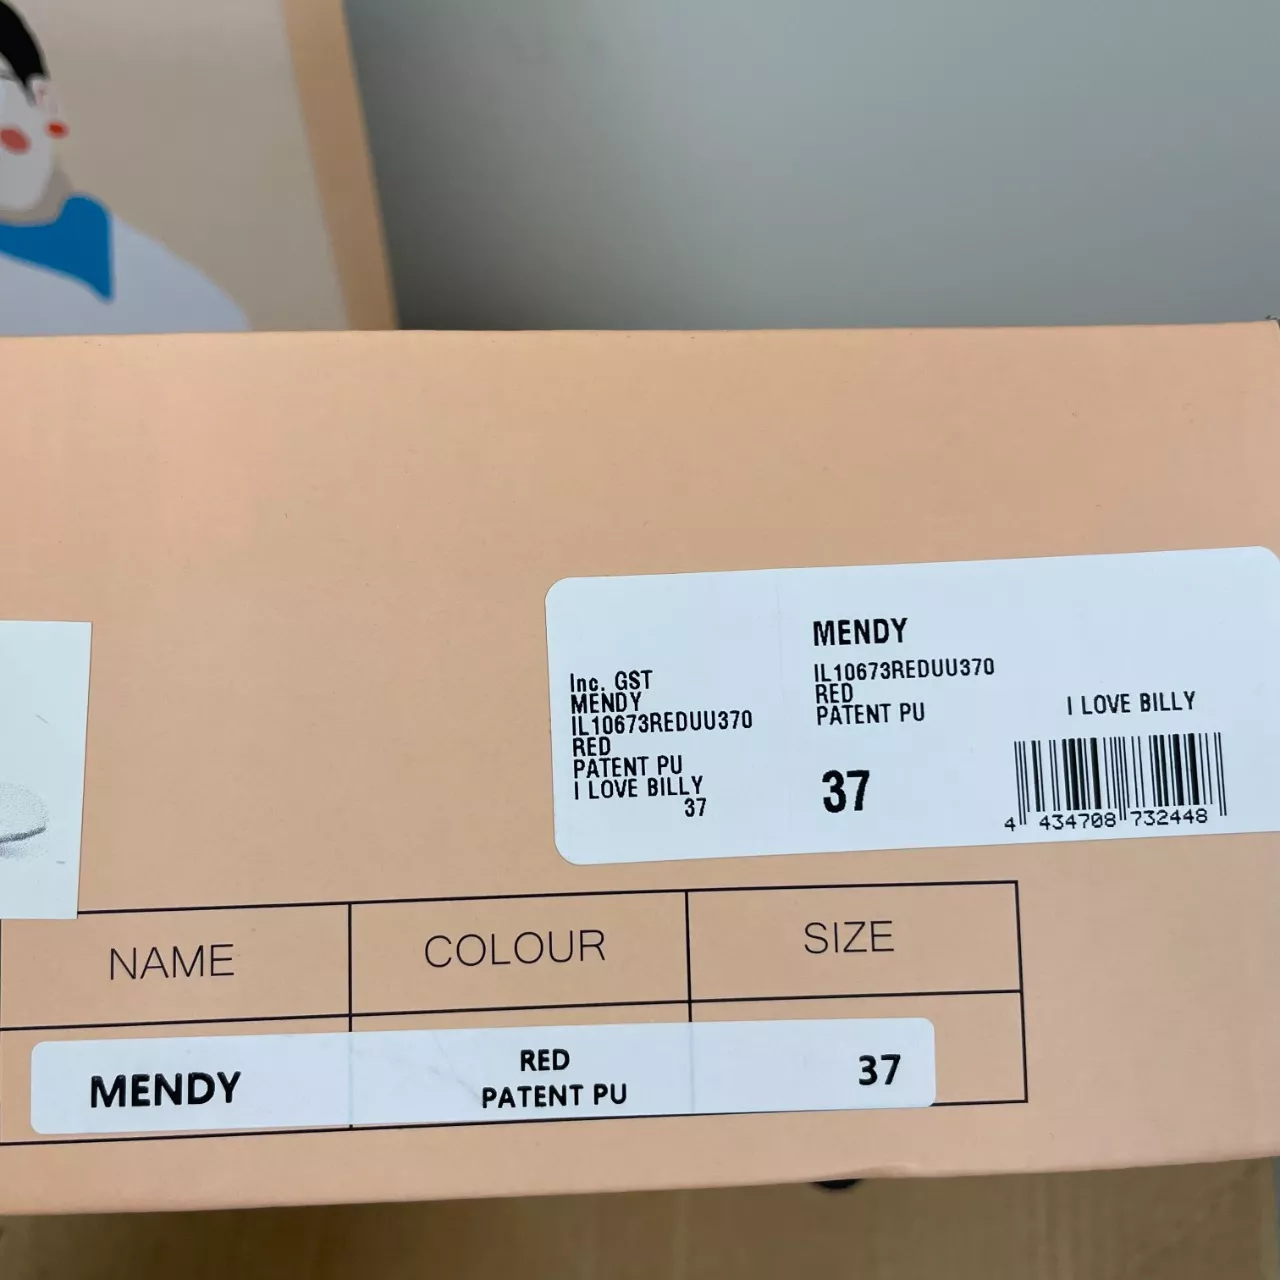 Inc. GST
MENDY
IL10673REDUU370
RED
PATENT PU
I LOVE BILLY
37
MENDY
IL10673REDUU370
RED
PATENT PU
37
I LOVE BILLY
4 434708 732448
NAME COLOUR SIZE
MENDY RED PATENT PU 37